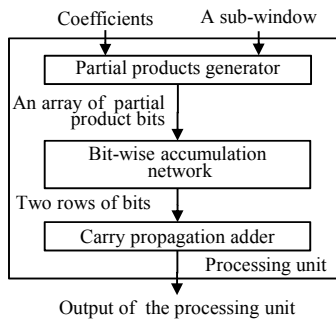 Coefficients
A sub-window
Partial products generator
An array of partial
product bits
Bit-wise accumulation
network
Two rows of bits
Carry propagation adder
Processing unit
Output of the processing unit